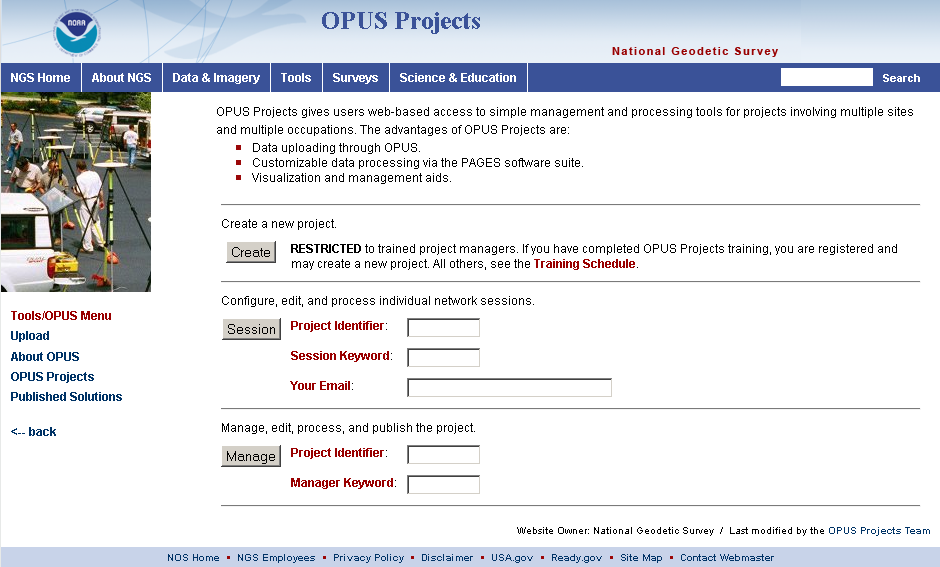 NOAA
OPUS Projects
National Geodetic Survey
NGS Home
About NGS
Data & Imagery
Tools
Surveys
Science & Education
Search
OPUS Projects gives users web-based access to simple management and processing tools for projects involving multiple sites
and multiple occupations. The advantages of OPUS Projects are:
Data uploading through OPUS.
Customizable data processing via the PAGES software suite.
Visualization and management aids.
Create a new project.
Create
RESTRICTED to trained project managers. If you have completed OPUS Projects training, you are registered and
may create a new project. All others, see the Training Schedule.
Tools/OPUS Menu
Upload
About OPUS
OPUS Projects
Published Solutions
<-- back
Configure, edit, and process individual network sessions.
Session
Project Identifier:
Session Keyword:
Your Email:
Manage, edit, process, and publish the project.
Manage
Project Identifier:
Manager Keyword:
Website Owner: National Geodetic Survey / Last modified by the OPUS Projects Team
NOS Home ▪ NGS Employees ▪ Privacy Policy ▪ Disclaimer ▪ USA.gov ▪ Ready.gov ▪ Site Map ▪ Contact Webmaster